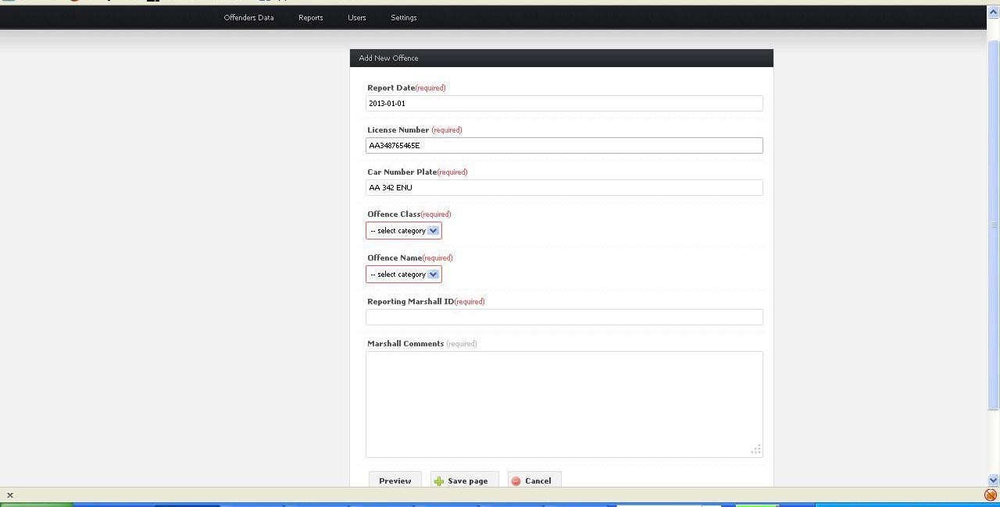 Offenders Data Reports Users Settings
Add New Offence
Report Date(required)
2013-01-01
License Number (required)
AA348765465E
Car Number Plate(required)
AA 342 ENU
Offence Class(required)
-- select category
Offence Name(required)
-- select category
Reporting Marshall ID(required)
Marshall Comments (required)
Preview Save page Cancel